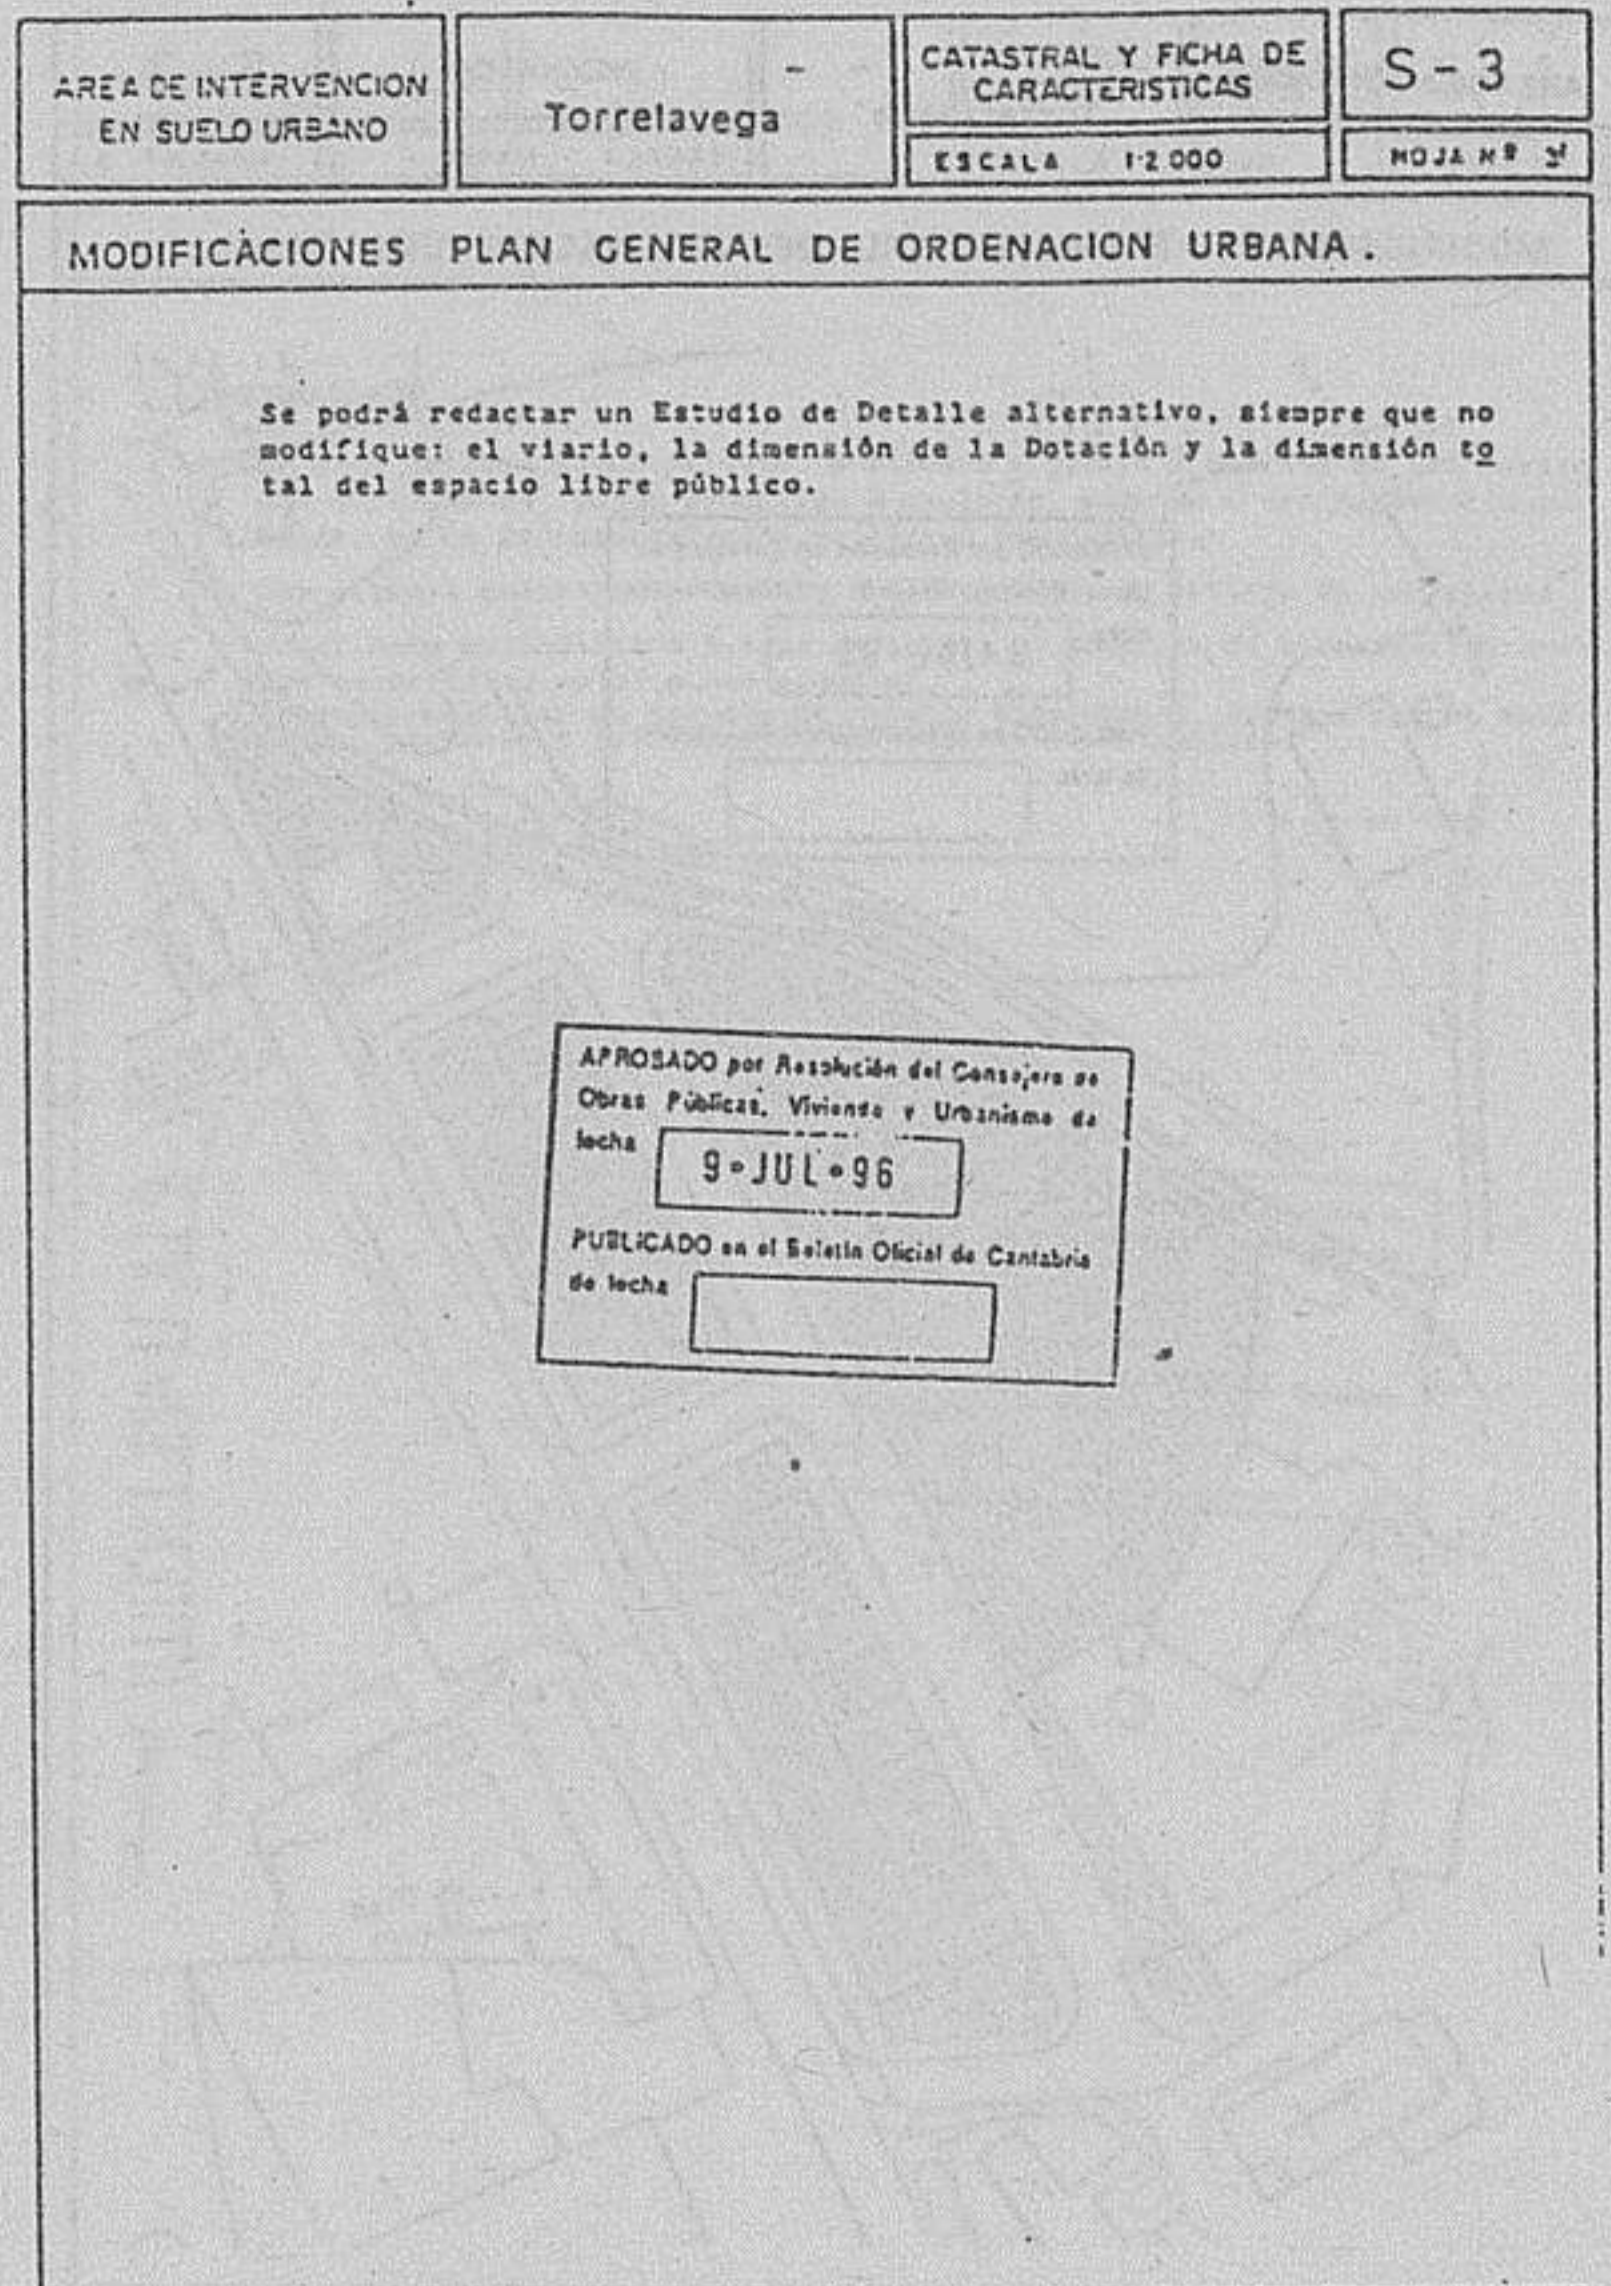 AREA DE INTERVENCION
EN SUELO URBANO
Torrelavega
CATASTRAL Y FICHA DE
CARACTERISTICAS
ESCALA 1:2.000
S-3
HOJA Nº
MODIFICACIONES PLAN GENERAL DE ORDENACION URBANA.
Se podrá redactar un Estudio de Detalle alternativo, siempre que no
modifique: el viario, la dimensión de la Dotación y la dimensión to
tal del espacio libre público.
APROBADO por Resolución del Consejero de
Obras Públicas, Vivienda y Urbanismo de
fecha
9-JUL-96
PUBLICADO en el Boletín Oficial de Cantabria
de fecha